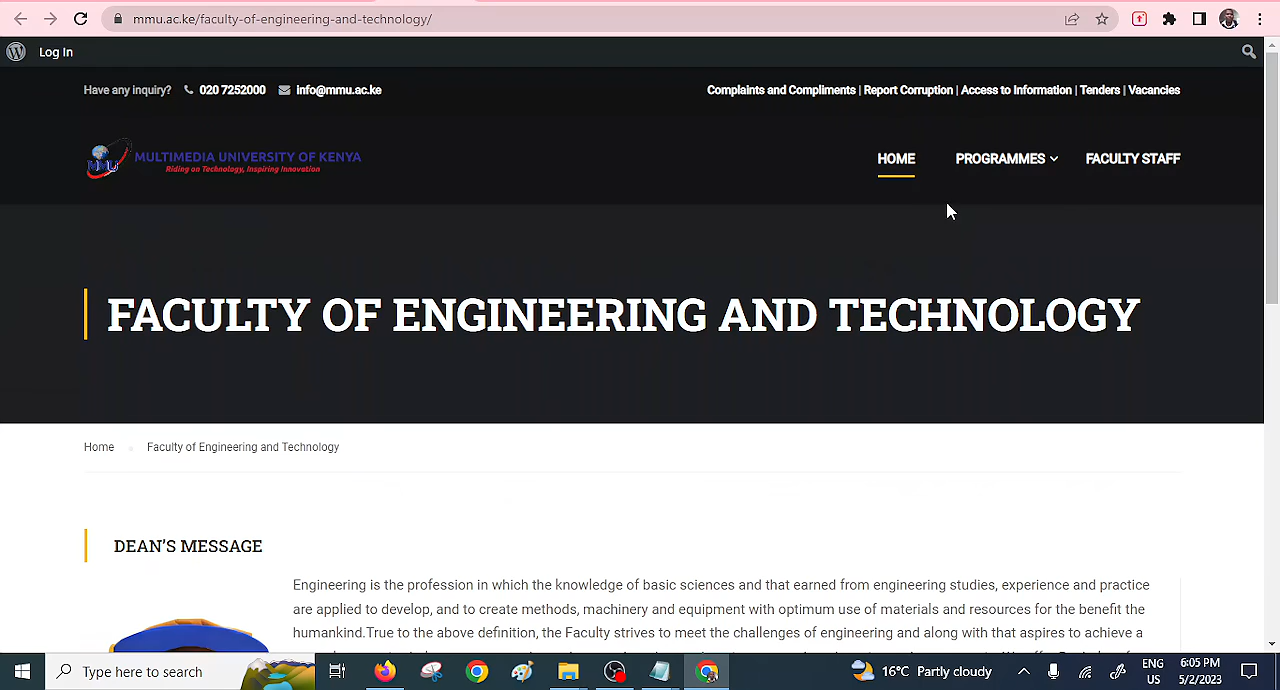 mmu.ac.ke/faculty-of-engineering-and-technology/
Log In
Have any inquiry? 020 7252000 info@mmu.ac.ke
Complaints and Compliments | Report Corruption | Access to Information | Tenders | Vacancies
MMU
MULTIMEDIA UNIVERSITY OF KENYA
Riding on Technology, Inspiring Innovation
HOME PROGRAMMES FACULTY STAFF
FACULTY OF ENGINEERING AND TECHNOLOGY
Home Faculty of Engineering and Technology
DEAN'S MESSAGE
Engineering is the profession in which the knowledge of basic sciences and that earned from engineering studies, experience and practice
are applied to develop, and to create methods, machinery and equipment with optimum use of materials and resources for the benefit the
humankind.True to the above definition, the Faculty strives to meet the challenges of engineering and along with that aspires to achieve a
Type here to search
16°C Partly cloudy
ENG
US
6:05 PM
5/2/2023